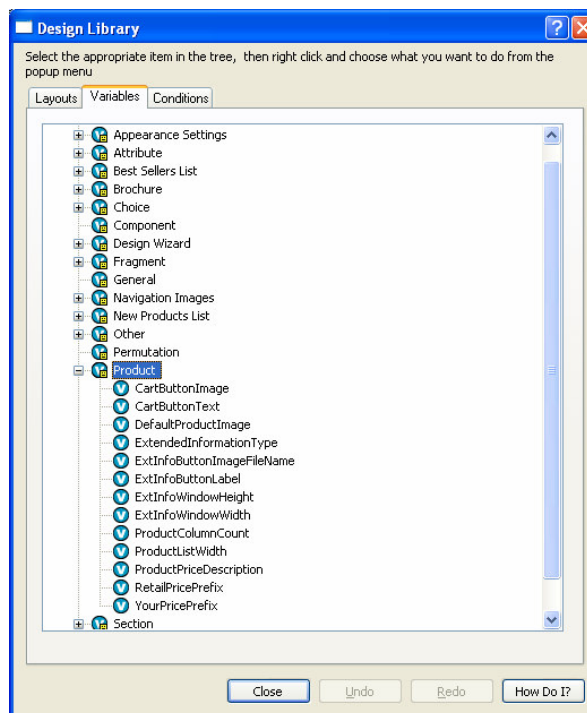 Design Library
Select the appropriate item in the tree, then right click and choose what you want to do from the
popup menu
Layouts Variables Conditions
Appearance Settings
Attribute
Best Sellers List
Brochure
Choice
Component
Design Wizard
Fragment
General
Navigation Images
New Products List
Other
Permutation
Product
CartButtonImage
CartButtonText
DefaultProductImage
ExtendedInformationType
ExtInfoButtonImageFileName
ExtInfoButtonLabel
ExtInfoWindowHeight
ExtInfoWindowWidth
ProductColumnCount
ProductListWidth
ProductPriceDescription
RetailPricePrefix
YourPricePrefix
Section
Close Undo Redo How Do I?